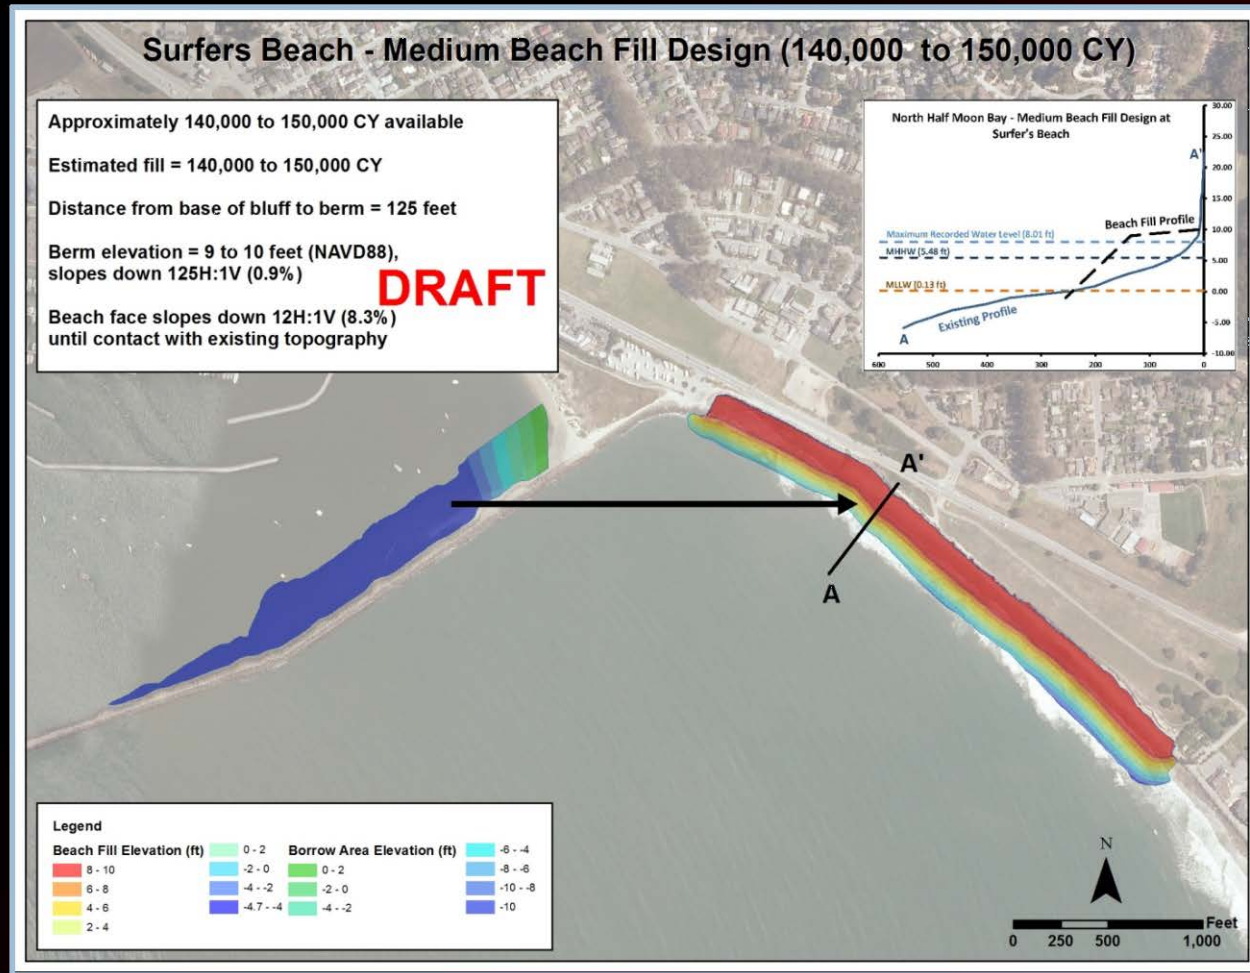 Surfers Beach - Medium Beach Fill Design (140,000 to 150,000 CY)
Approximately 140,000 to 150,000 CY available
Estimated fill = 140,000 to 150,000 CY
Distance from base of bluff to berm = 125 feet
Berm elevation = 9 to 10 feet (NAVD88),
slopes down 125H:1V (0.9%)
DRAFT
Beach face slopes down 12H:1V (8.3%)
until contact with existing topography
North Half Moon Bay - Medium Beach Fill Design at
Surfer's Beach
30.00
25.00
A'
20.00
15.00
Beach Fill Profile
10.00
Maximum Recorded Water Level (8.01 ft)
MHHW (5.48 ft)
5.00
MLLW (0.13 ft)
0.00
Existing Profile
-5.00
A
-10.00
600 500 400 300 200 100 0
A'
A
Legend
Beach Fill Elevation (ft)
8 - 10
6 - 8
4 - 6
2 - 4
0 - 2
-2 - 0
-4 - -2
-4.7 - -4
Borrow Area Elevation (ft)
0 - 2
-2 - 0
-4 - -2
-6 - -4
-8 - -6
-10 - -8
-10
N
Feet
0 250 500 1,000